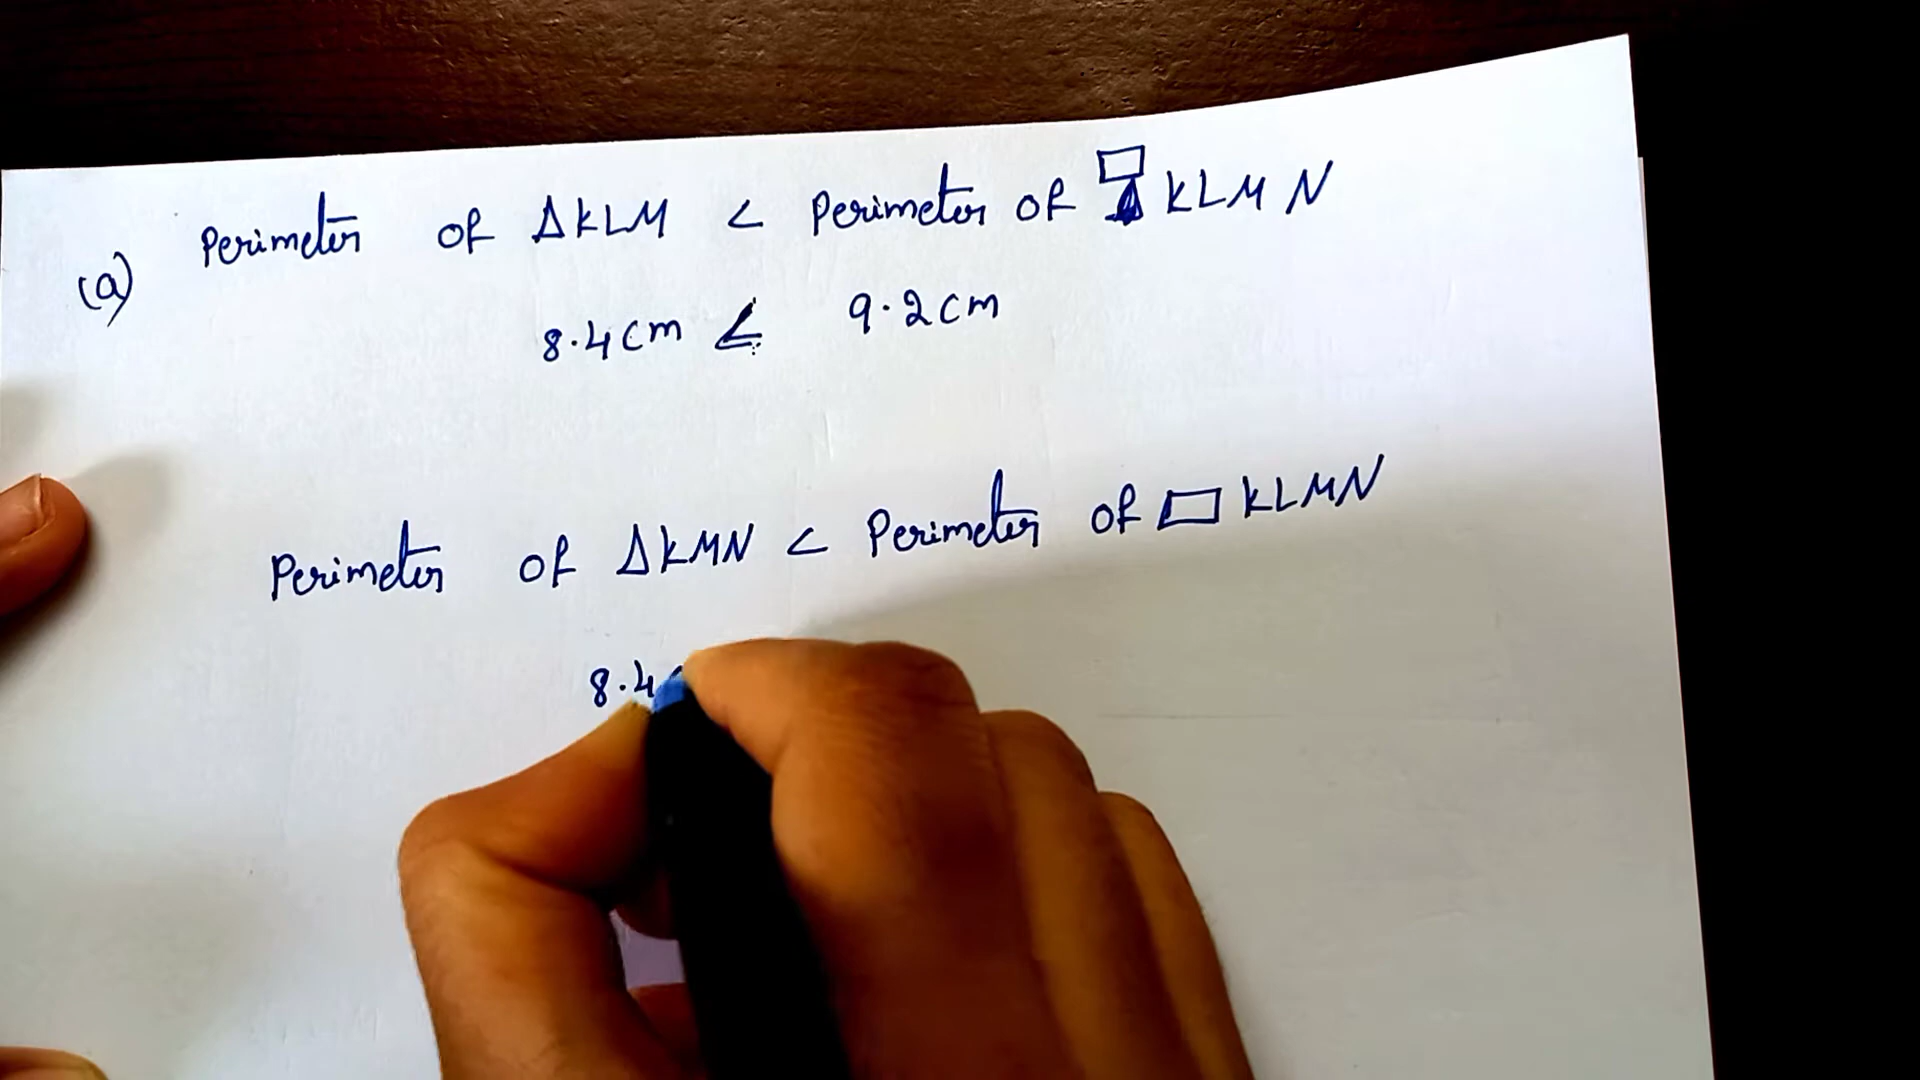 (a) Perimeter of ΔKLM < Perimeter of ▭ KLMN
8.4cm < 9.2cm
Perimeter of ΔKMN < Perimeter of ▱ KLMN
8.4